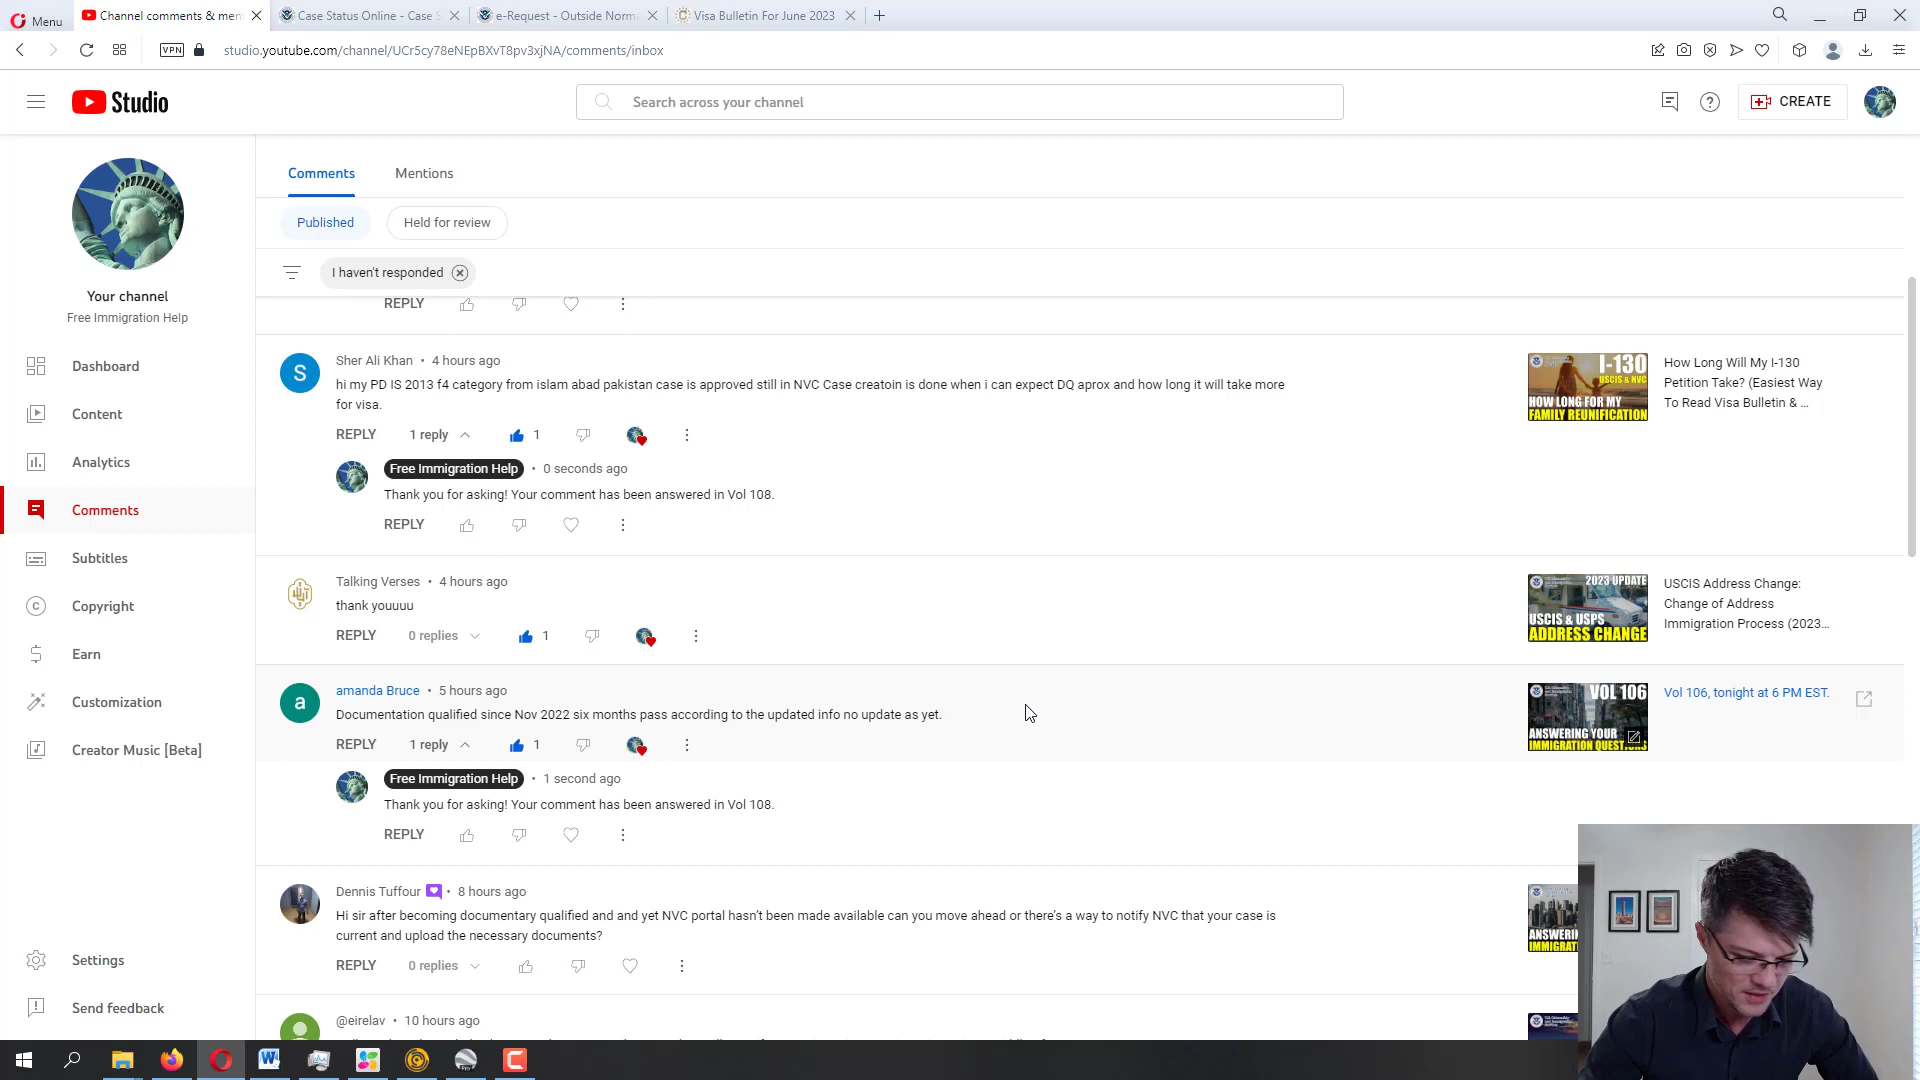 Menu
Channel comments & men
Case Status Online - Case S
e-Request - Outside Norma
Visa Bulletin For June 2023
VPN
studio.youtube.com/channel/UCr5cy78eNEpBXvT8pv3xjNA/comments/inbox
Studio
Search across your channel
CREATE
Your channel
Free Immigration Help
Dashboard
Content
Analytics
Comments
Subtitles
Copyright
Earn
Customization
Creator Music [Beta]
Settings
Send feedback
Comments
Mentions
Published
Held for review
I haven't responded
REPLY
S
Sher Ali Khan • 4 hours ago
hi my PD IS 2013 f4 category from islam abad pakistan case is approved still in NVC Case creatoin is done when i can expect DQ aprox and how long it will take more
for visa.
REPLY 1 reply 1
Free Immigration Help • 0 seconds ago
Thank you for asking! Your comment has been answered in Vol 108.
REPLY
I-130
USCIS & NVC
HOW LONG FOR MY
FAMILY REUNIFICATION
How Long Will My I-130
Petition Take? (Easiest Way
To Read Visa Bulletin & ...
Talking Verses • 4 hours ago
thank youuuu
REPLY 0 replies 1
2023 UPDATE
USCIS & USPS
ADDRESS CHANGE
USCIS Address Change:
Change of Address
Immigration Process (2023...
a
amanda Bruce • 5 hours ago
Documentation qualified since Nov 2022 six months pass according to the updated info no update as yet.
REPLY 1 reply 1
Free Immigration Help • 1 second ago
Thank you for asking! Your comment has been answered in Vol 108.
REPLY
VOL 106
ANSWERING YOUR
IMMIGRATION QUESTIONS
Vol 106, tonight at 6 PM EST.
Dennis Tuffour • 8 hours ago
Hi sir after becoming documentary qualified and and yet NVC portal hasn't been made available can you move ahead or there's a way to notify NVC that your case is
current and upload the necessary documents?
REPLY 0 replies
ANSWERIN
IMMIGRAT
@eirelav • 10 hours ago